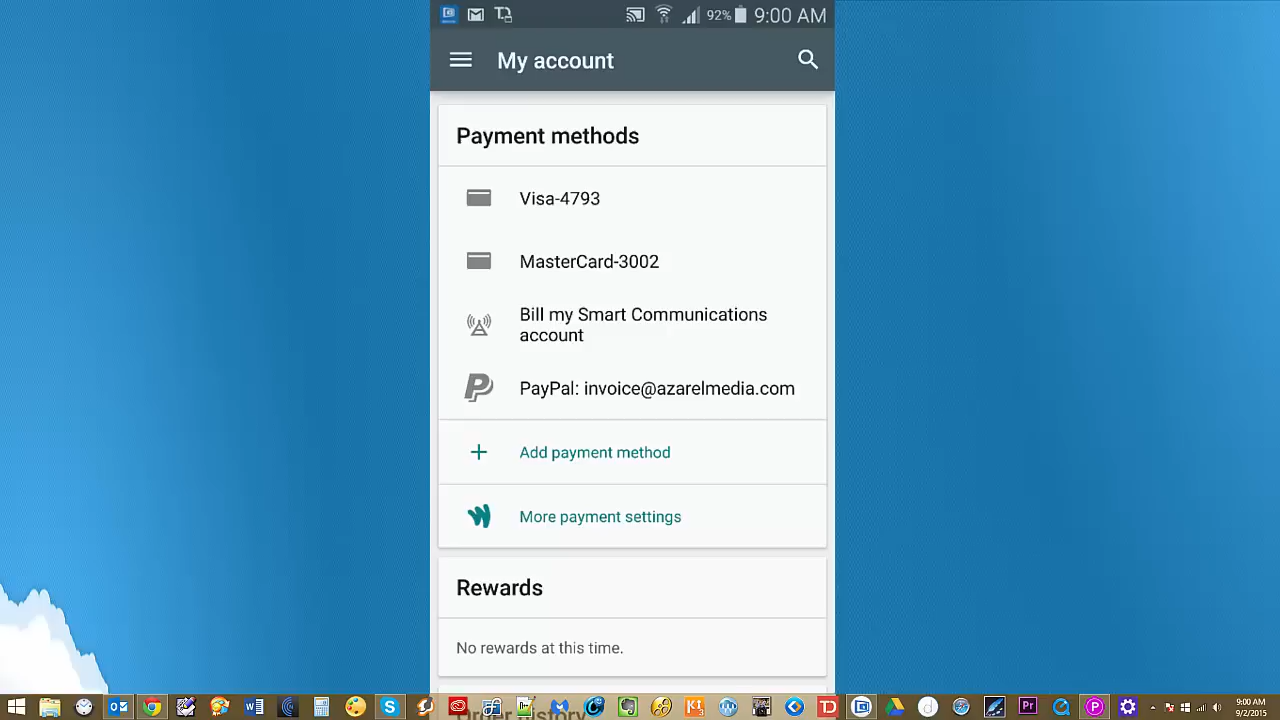 92% 9:00 AM
My account
Payment methods
Visa-4793
MasterCard-3002
Bill my Smart Communications
account
PayPal: invoice@azarelmedia.com
Add payment method
More payment settings
Rewards
No rewards at this time.
Order history
9:00 AM
9/2/2015